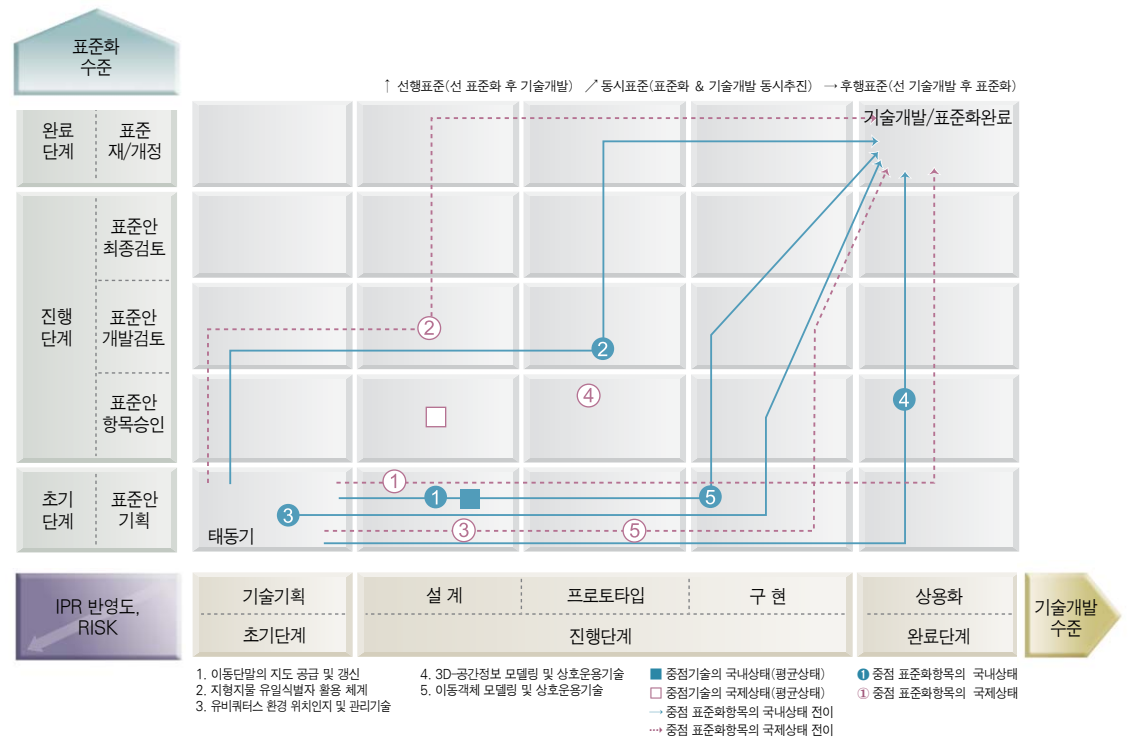 표준화
수준
↑ 선행표준(선 표준화 후 기술개발) ↗ 동시표준(표준화 & 기술개발 동시추진) → 후행표준(선 기술개발 후 표준화)
완료
단계
표준
재/개정
기술개발/표준화완료
진행
단계
표준안
최종검토
표준안
개발검토
②
2
표준안
항목승인
④
4
초기
단계
표준안
기획
①
1
5
3
③
⑤
태동기
IPR 반영도,
RISK
기술기획
설 계
프로토타입
구 현
상용화
초기단계
진행단계
완료단계
기술개발
수준
1. 이동단말의 지도 공급 및 갱신
2. 지형지물 유일식별자 활용 체계
3. 유비쿼터스 환경 위치인지 및 관리기술
4. 3D-공간정보 모델링 및 상호운용기술
5. 이동객체 모델링 및 상호운용기술
중점기술의 국내상태(평균상태)
중점기술의 국제상태(평균상태)
중점 표준화항목의 국내상태 전이
중점 표준화항목의 국제상태 전이
❶ 중점 표준화항목의 국내상태
① 중점 표준화항목의 국제상태